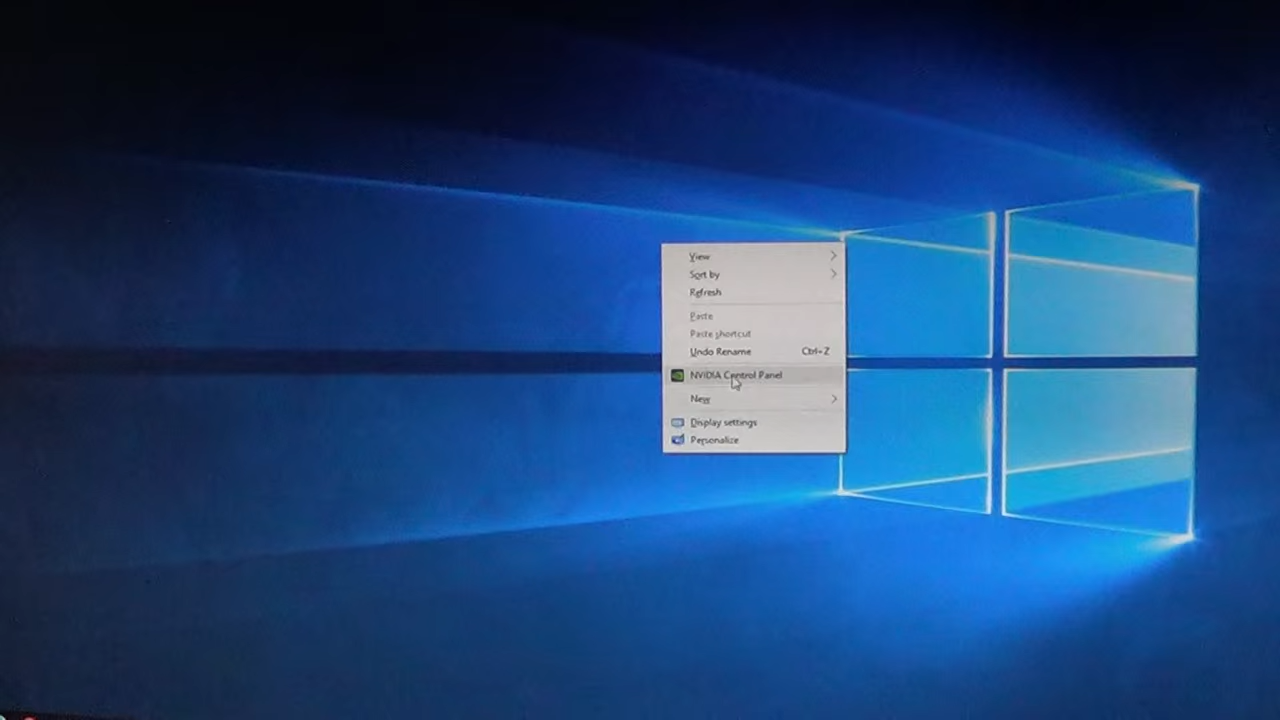 View
Sort by
Refresh
Paste
Paste shortcut
Undo Rename Ctrl+Z
NVIDIA Control Panel
New
Display settings
Personalize